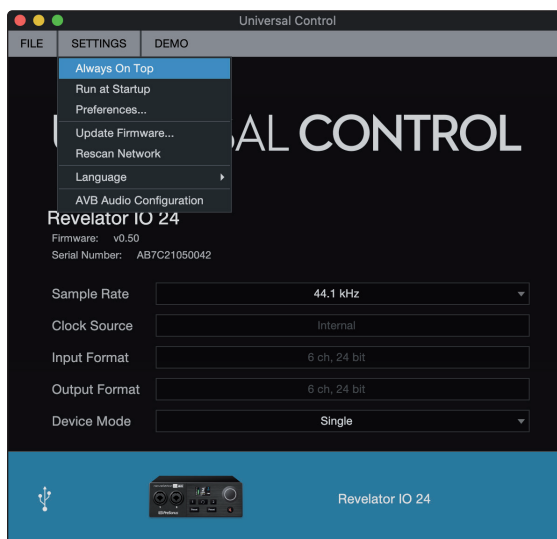 Universal Control
FILE SETTINGS DEMO
Always On Top
Run at Startup
Preferences...
Update Firmware...
Rescan Network
Language
AVB Audio Configuration
AL CONTROL
Revelator IO 24
Firmware: v0.50
Serial Number: AB7C21050042
Sample Rate 44.1 kHz
Clock Source Internal
Input Format 6 ch, 24 bit
Output Format 6 ch, 24 bit
Device Mode Single
PreSonus
Revelator IO 24